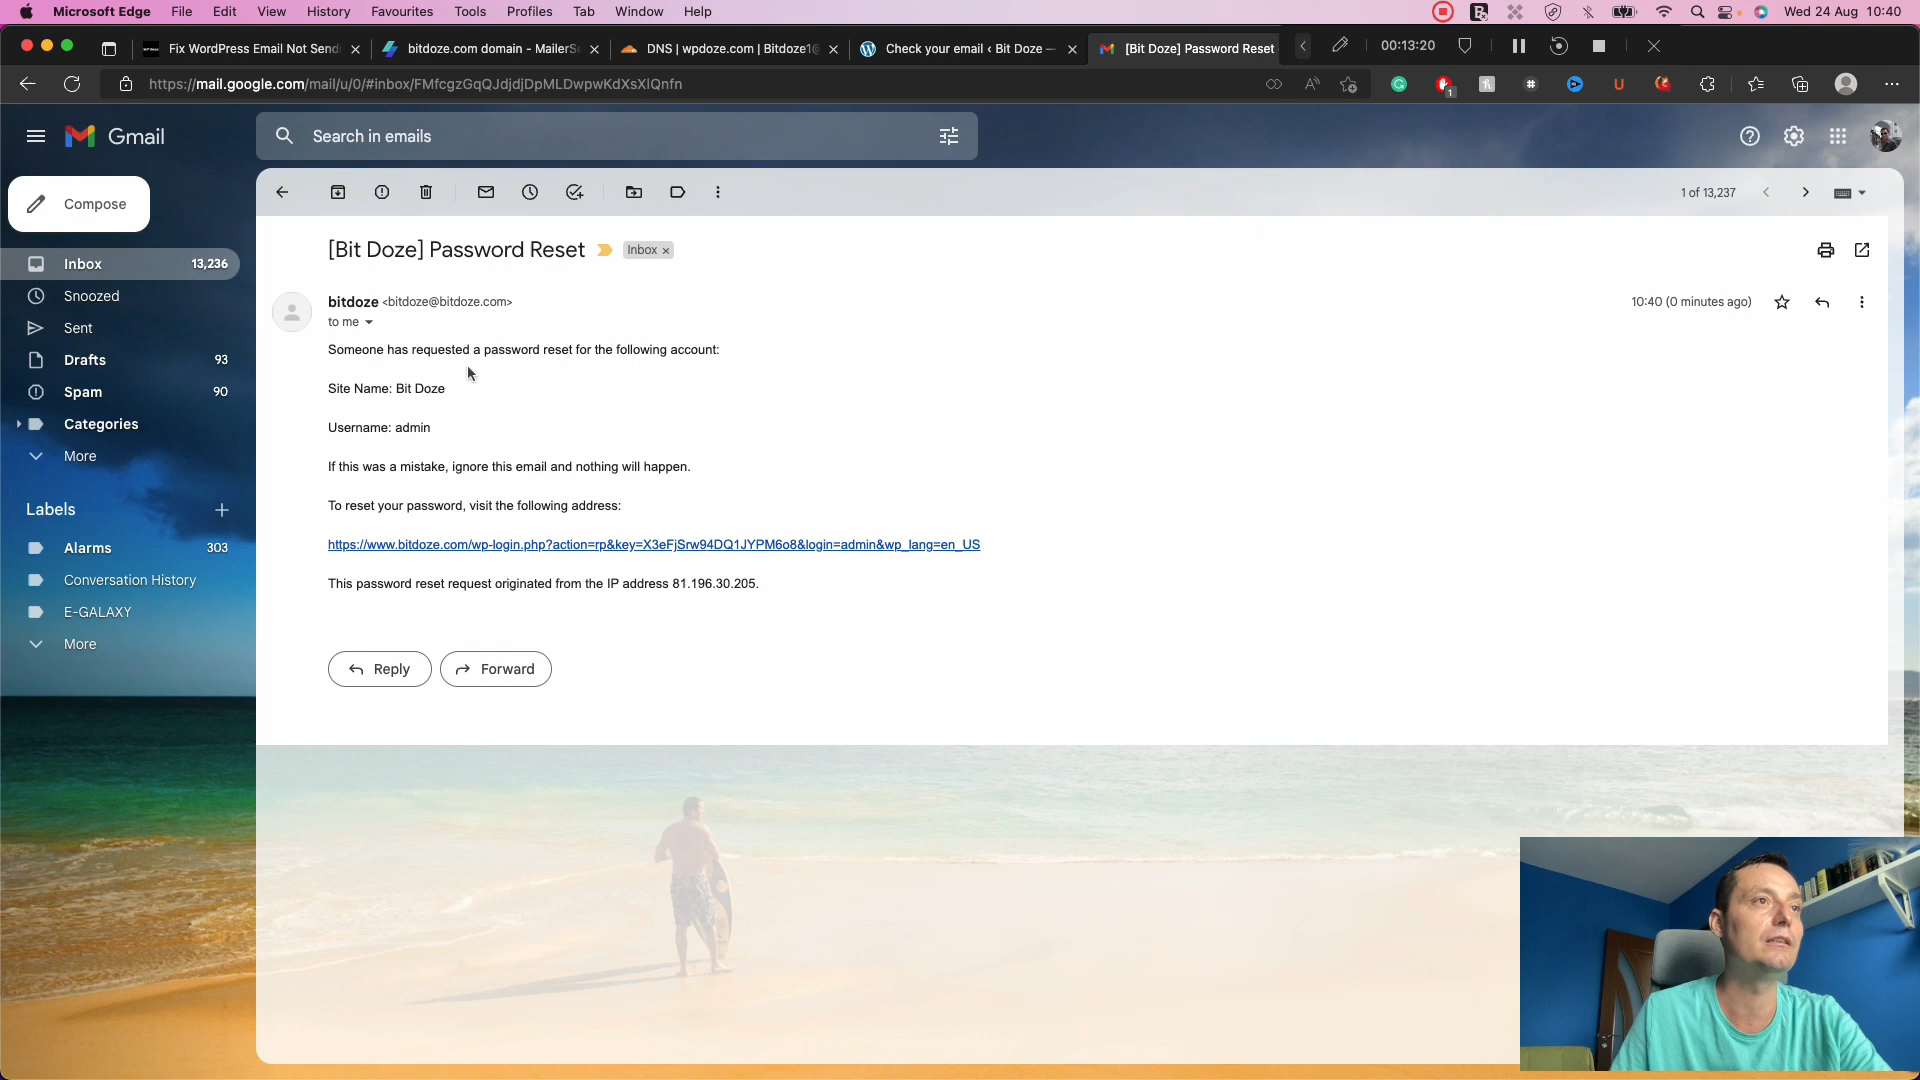 Microsoft Edge File Edit View History Favourites Tools Profiles Tab Window Help Wed 24 Aug 10:40
Fix WordPress Email Not Sendi bitdoze.com domain - MailerSe DNS | wpdoze.com | Bitdoze1@ Check your email ‹ Bit Doze — [Bit Doze] Password Reset 00:13:20
https://mail.google.com/mail/u/0/#inbox/FMfcgzGqQJdjdjDpMLDwpwKdXsXlQnfn
Gmail
Search in emails
Compose
1 of 13,237
Inbox 13,236
Snoozed
Sent
Drafts 93
Spam 90
Categories
More
Labels
Alarms 303
Conversation History
E-GALAXY
More
[Bit Doze] Password Reset Inbox
bitdoze <bitdoze@bitdoze.com> 10:40 (0 minutes ago)
to me
Someone has requested a password reset for the following account:
Site Name: Bit Doze
Username: admin
If this was a mistake, ignore this email and nothing will happen.
To reset your password, visit the following address:
https://www.bitdoze.com/wp-login.php?action=rp&key=X3eFjSrw94DQ1JYPM6o8&login=admin&wp_lang=en_US
This password reset request originated from the IP address 81.196.30.205.
Reply Forward